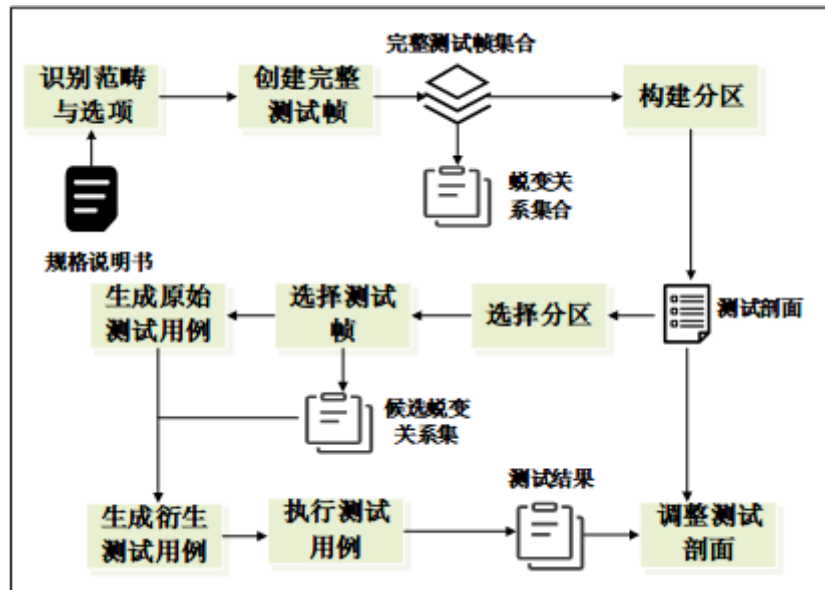 完整测试帧集合
识别范畴
与选项
创建完整
测试帧
构建分区
蜕变关
系集合
规格说明书
生成原始
测试用例
选择测试
帧
选择分区
测试剖面
候选蜕变
关系集
测试结果
生成衍生
测试用例
执行测试
用例
调整测试
剖面